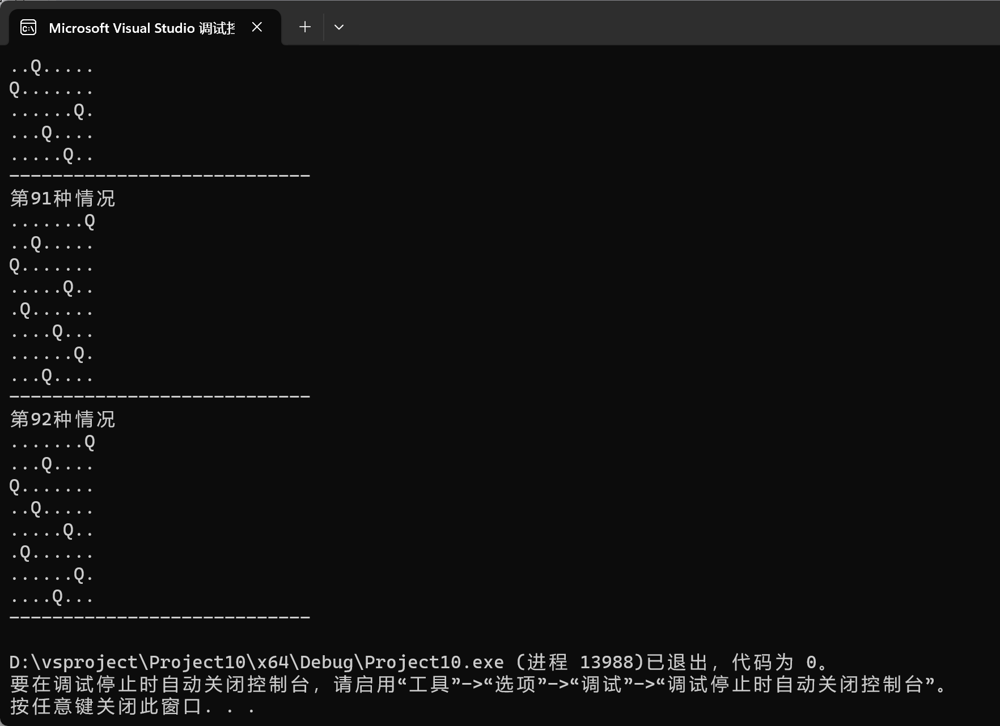 Microsoft Visual Studio 调试控
..Q.....
Q.......
......Q.
...Q....
.....Q..
----------------------------
第91种情况
.......Q
..Q.....
Q.......
.....Q..
.Q......
....Q...
......Q.
...Q....
----------------------------
第92种情况
.......Q
...Q....
Q.......
..Q.....
.....Q..
.Q......
......Q.
....Q...
----------------------------
D:\vsproject\Project10\x64\Debug\Project10.exe (进程 13988)已退出，代码为 0。
要在调试停止时自动关闭控制台，请启用“工具”->“选项”->“调试”->“调试停止时自动关闭控制台”。
按任意键关闭此窗口. . .